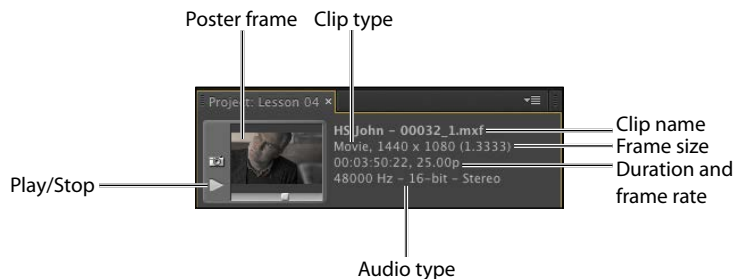 Poster frame
Clip type
Project: Lesson 04 ×
HS John – 00032_1.mxf
Clip name
Movie, 1440 x 1080 (1.3333)
Frame size
00:03:50:22, 25.00p
Duration and
frame rate
48000 Hz – 16-bit – Stereo
Play/Stop
Audio type